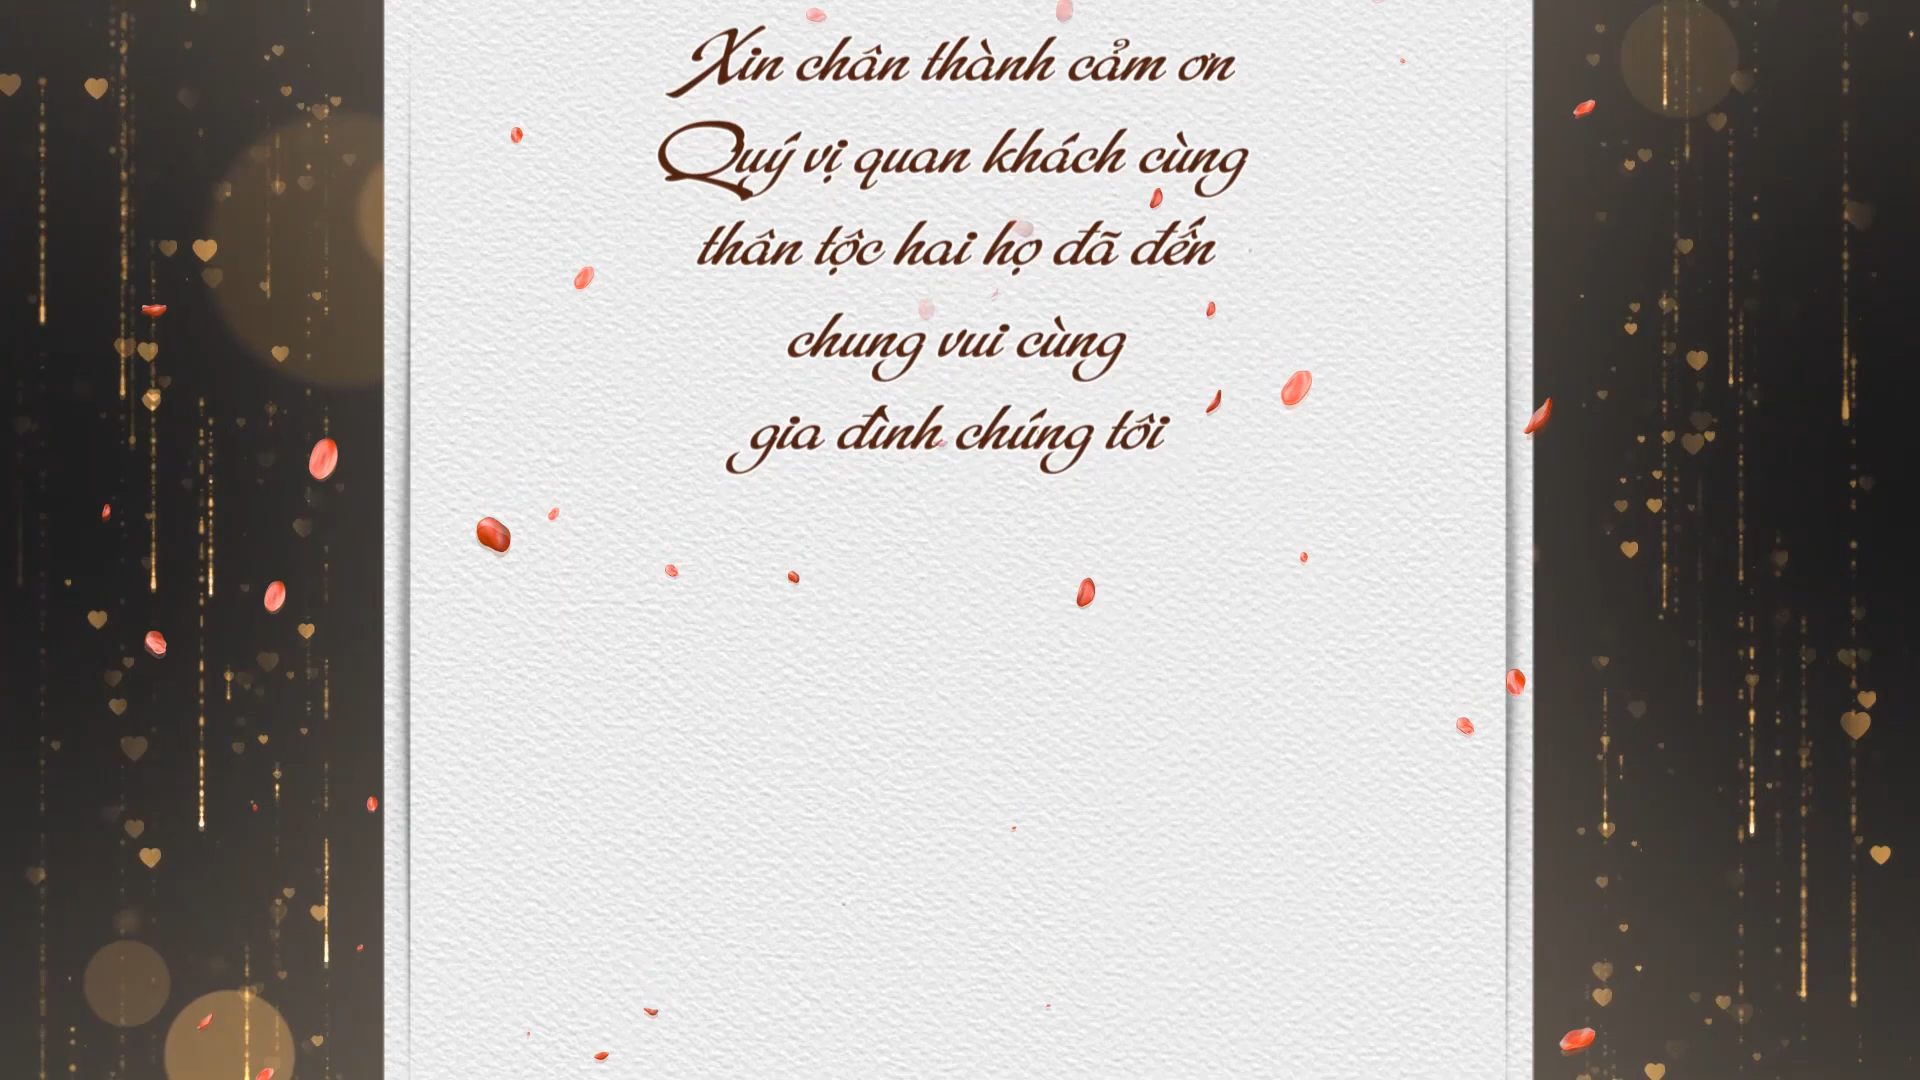 Xin chân thành cảm ơn
Quý vị quan khách cùng
thân tộc hai họ đã đến
chung vui cùng
gia đình chúng tôi